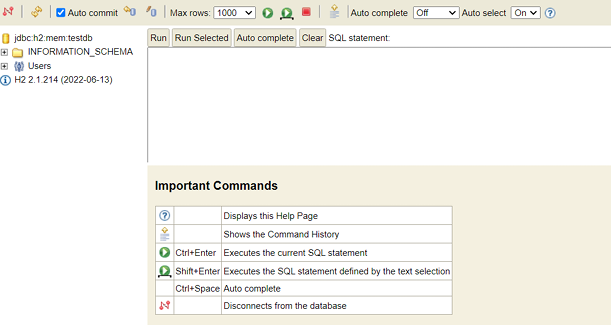 Auto commit Max rows: 1000 Auto complete Off Auto select On
jdbc:h2:mem:testdb
INFORMATION_SCHEMA
Users
H2 2.1.214 (2022-06-13)
Run Run Selected Auto complete Clear SQL statement:
Important Commands
Displays this Help Page
Shows the Command History
Ctrl+Enter Executes the current SQL statement
Shift+Enter Executes the SQL statement defined by the text selection
Ctrl+Space Auto complete
Disconnects from the database